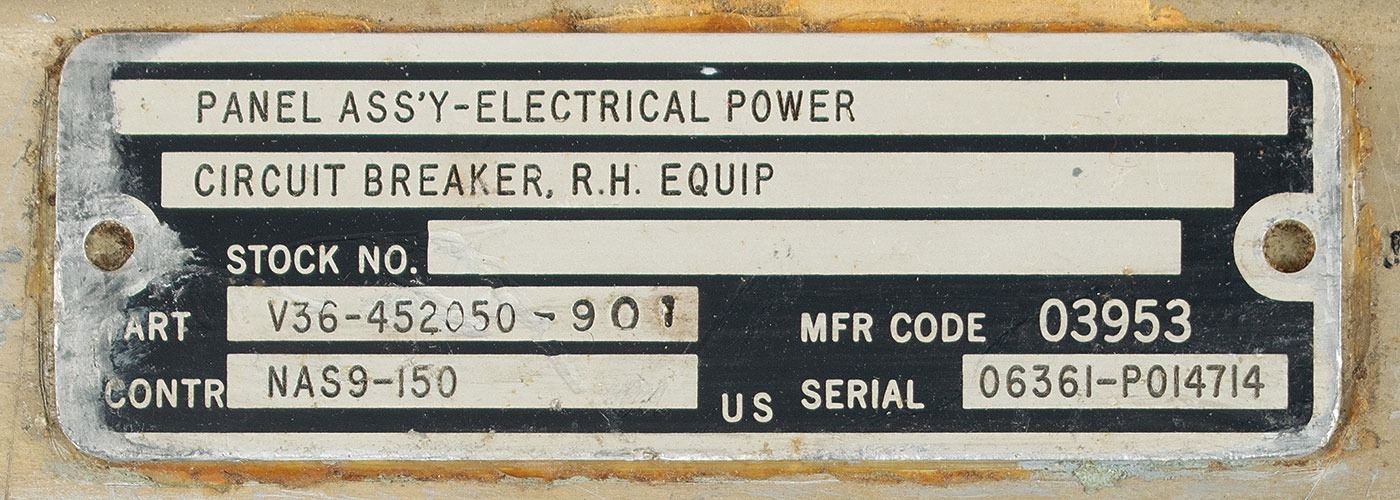 PANEL ASS'Y-ELECTRICAL POWER
CIRCUIT BREAKER, R.H. EQUIP
STOCK NO.
PART V36-452050-901 MFR CODE 03953
CONTR NAS9-150 US SERIAL 06361-P014714